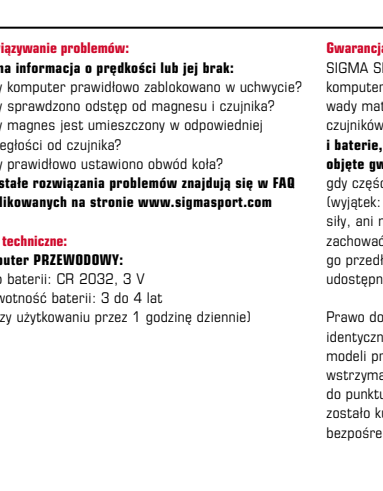 iązywanie problemów:
na informacja o prędkości lub jej brak:
y komputer prawidłowo zablokowano w uchwycie?
y sprawdzono odstęp od magnesu i czujnika?
y magnes jest umieszczony w odpowiedniej
egłości od czujnika?
y prawidłowo ustawiono obwód koła?
stałe rozwiązania problemów znajdują się w FAQ
likowanych na stronie www.sigmasport.com
techniczne:
puter PRZEWODOWY:
o baterii: CR 2032, 3 V
wotność baterii: 3 do 4 lat
zy użytkowaniu przez 1 godzinę dziennie)
Gwarancja
SIGMA S
komputer
wady mat
czujników
i baterie,
objęte gw
gdy częśc
(wyjątek:
siły, ani r
zachować
go przedł
udostępn
Prawo do
identyczn
modeli pr
wstrzyma
do punktu
zostało k
bezpośre